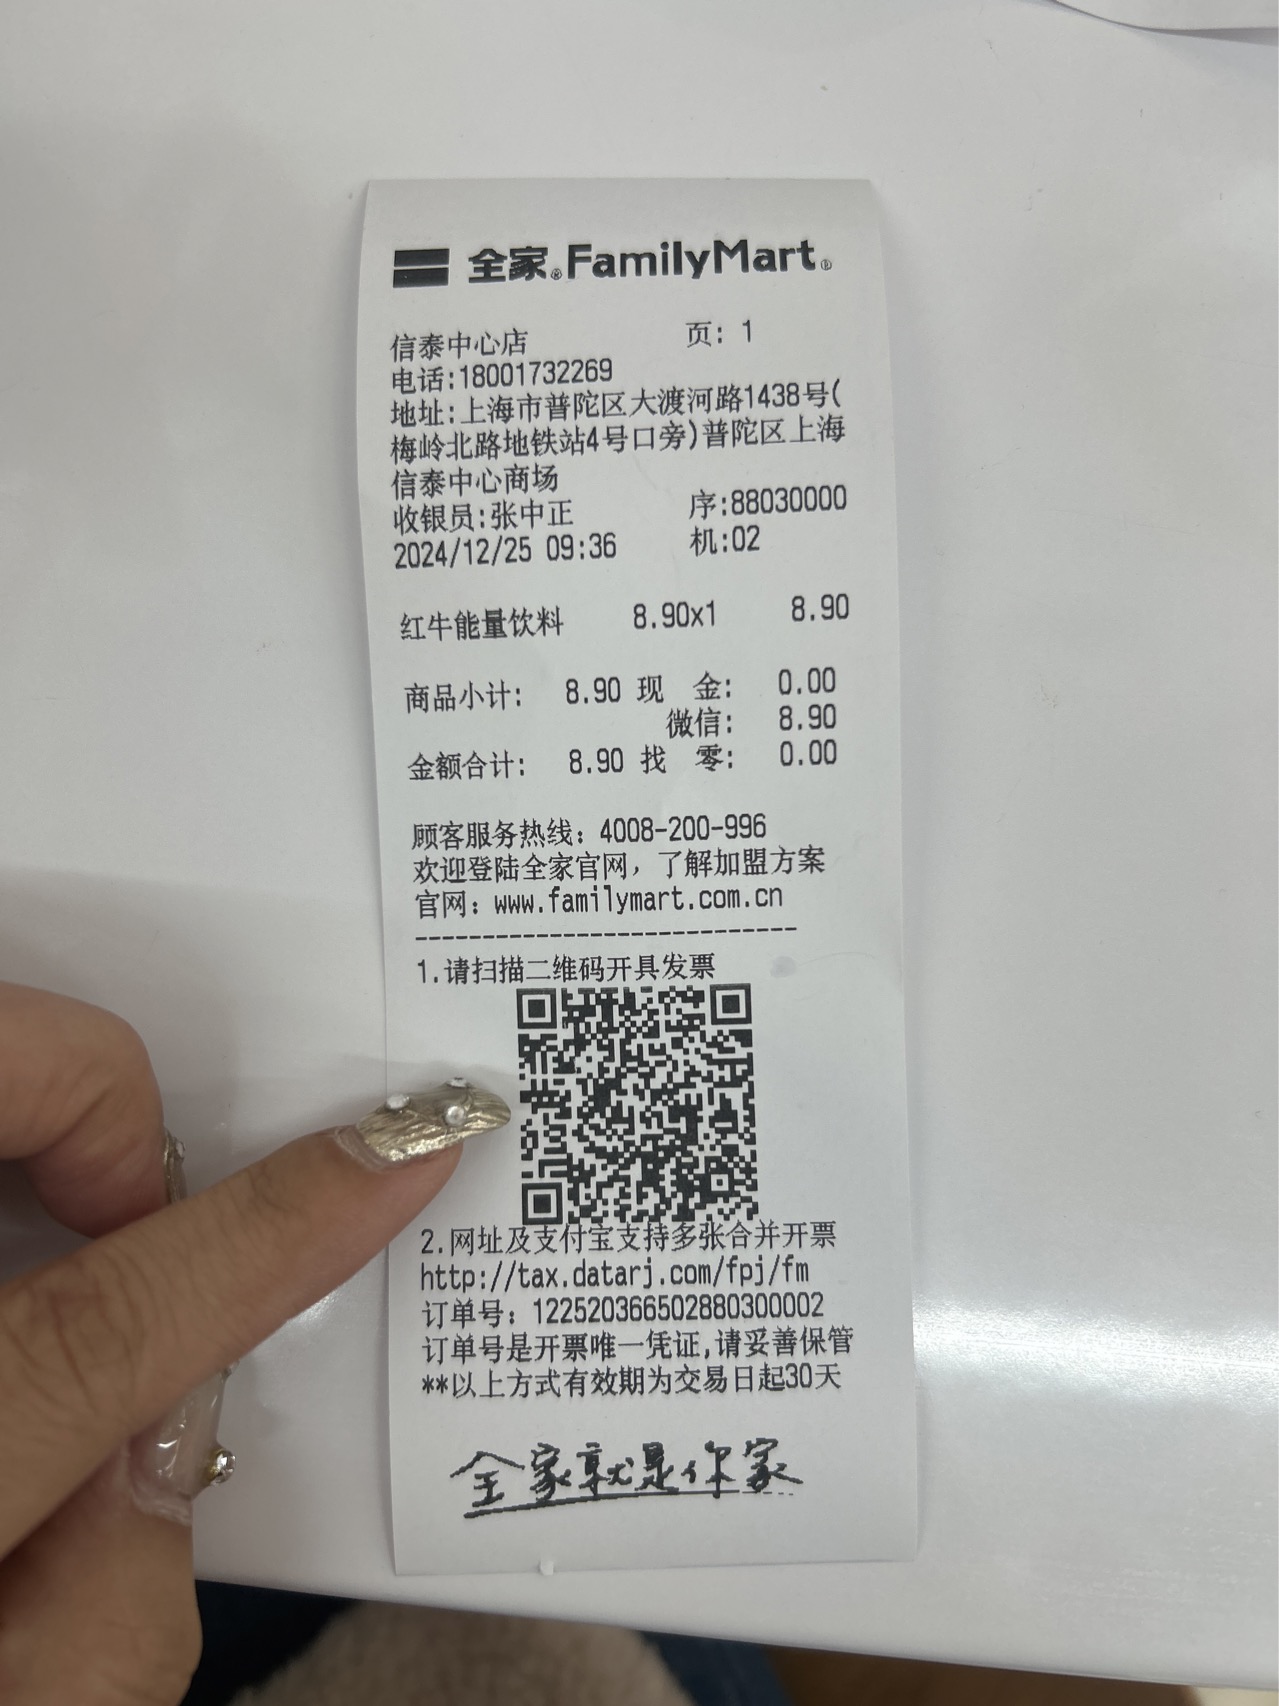 全家®FamilyMart®
信泰中心店 页: 1
电话:18001732269
地址:上海市普陀区大渡河路1438号(
梅岭北路地铁站4号口旁)普陀区上海
信泰中心商场
收银员:张中正 序:88030000
2024/12/25 09:36 机:02
红牛能量饮料 8.90x1 8.90
商品小计: 8.90 现 金: 0.00
微信: 8.90
金额合计: 8.90 找 零: 0.00
顾客服务热线: 4008-200-996
欢迎登陆全家官网，了解加盟方案
官网: www.familymart.com.cn
----------------------------
1.请扫描二维码开具发票
2.网址及支付宝支持多张合并开票
http://tax.datarj.com/fpj/fm
订单号: 122520366502880300002
订单号是开票唯一凭证,请妥善保管
**以上方式有效期为交易日起30天
全家就是你家